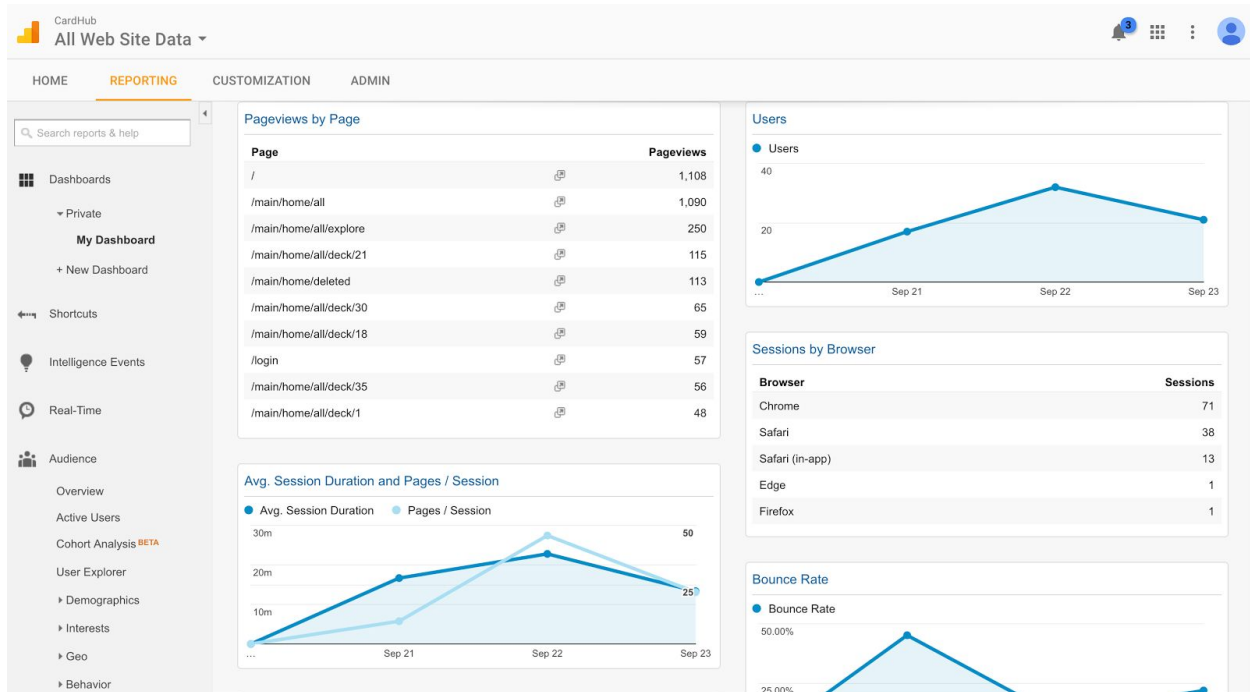 CardHub
All Web Site Data
3
HOME REPORTING CUSTOMIZATION ADMIN
Search reports & help
Dashboards
Private
My Dashboard
+ New Dashboard
Shortcuts
Intelligence Events
Real-Time
Audience
Overview
Active Users
Cohort Analysis BETA
User Explorer
Demographics
Interests
Geo
Behavior
Pageviews by Page
Page Pageviews
/ 1,108
/main/home/all 1,090
/main/home/all/explore 250
/main/home/all/deck/21 115
/main/home/deleted 113
/main/home/all/deck/30 65
/main/home/all/deck/18 59
/login 57
/main/home/all/deck/35 56
/main/home/all/deck/1 48
Avg. Session Duration and Pages / Session
Avg. Session Duration Pages / Session
30m 50
20m
25
10m
... Sep 21 Sep 22 Sep 23
Users
Users
40
20
... Sep 21 Sep 22 Sep 23
Sessions by Browser
Browser Sessions
Chrome 71
Safari 38
Safari (in-app) 13
Edge 1
Firefox 1
Bounce Rate
Bounce Rate
50.00%
25.00%